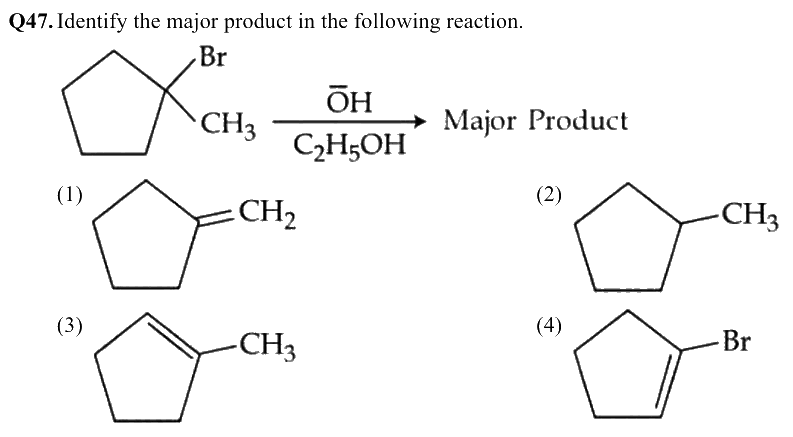 Q47. Identify the major product in the following reaction.
Br
CH₃
ŌH
C₂H₅OH
Major Product
(1)
CH₂
(2)
CH₃
(3)
CH₃
(4)
Br